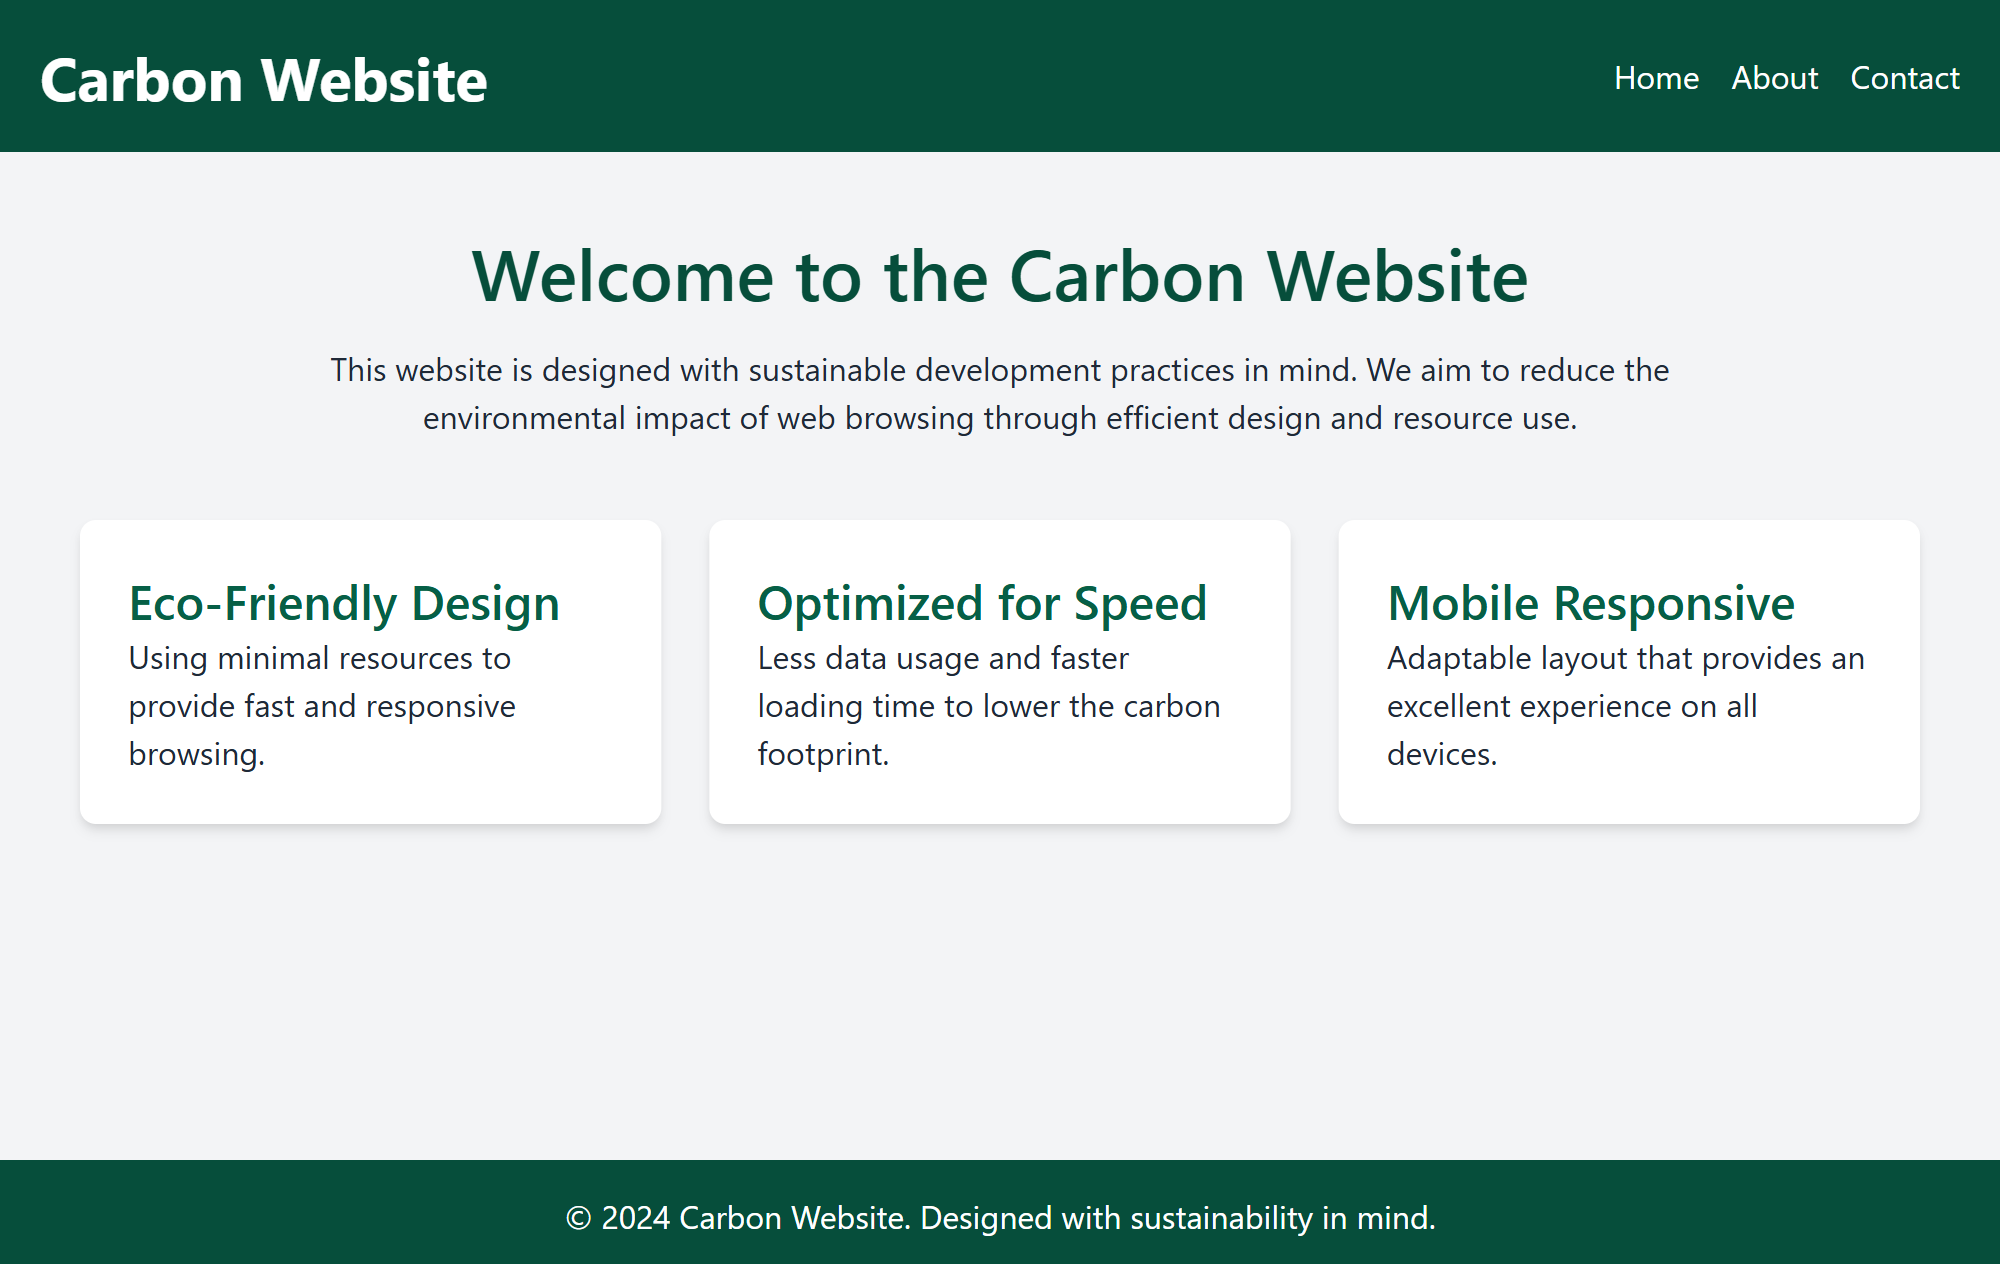 Carbon Website
Home About Contact
Welcome to the Carbon Website
This website is designed with sustainable development practices in mind. We aim to reduce the
environmental impact of web browsing through efficient design and resource use.
Eco-Friendly Design
Using minimal resources to
provide fast and responsive
browsing.
Optimized for Speed
Less data usage and faster
loading time to lower the carbon
footprint.
Mobile Responsive
Adaptable layout that provides an
excellent experience on all
devices.
© 2024 Carbon Website. Designed with sustainability in mind.